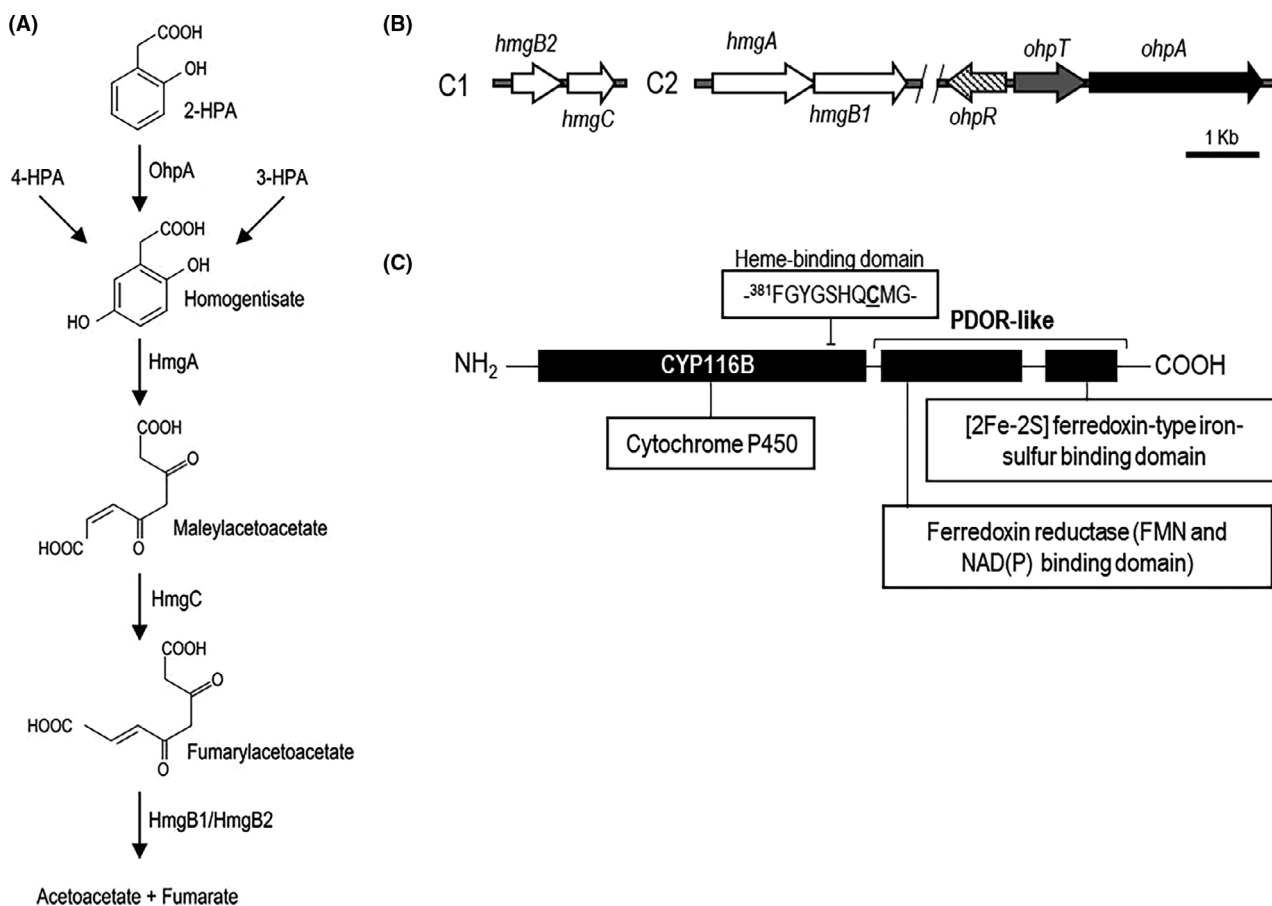 (A)
COOH
OH
2-HPA
OhpA
4-HPA
3-HPA
COOH
OH
HO
Homogentisate
HmgA
COOH
O
HOOC
O
Maleylacetoacetate
HmgC
COOH
O
HOOC
O
Fumarylacetoacetate
HmgB1/HmgB2
Acetoacetate + Fumarate
(B)
C1
hmgB2
hmgC
C2
hmgA
hmgB1
ohpR
ohpT
ohpA
1 Kb
(C)
Heme-binding domain
-³⁸¹FGYGSHQCMG-
PDOR-like
NH₂
CYP116B
COOH
Cytochrome P450
[2Fe-2S] ferredoxin-type iron-
sulfur binding domain
Ferredoxin reductase (FMN and
NAD(P) binding domain)